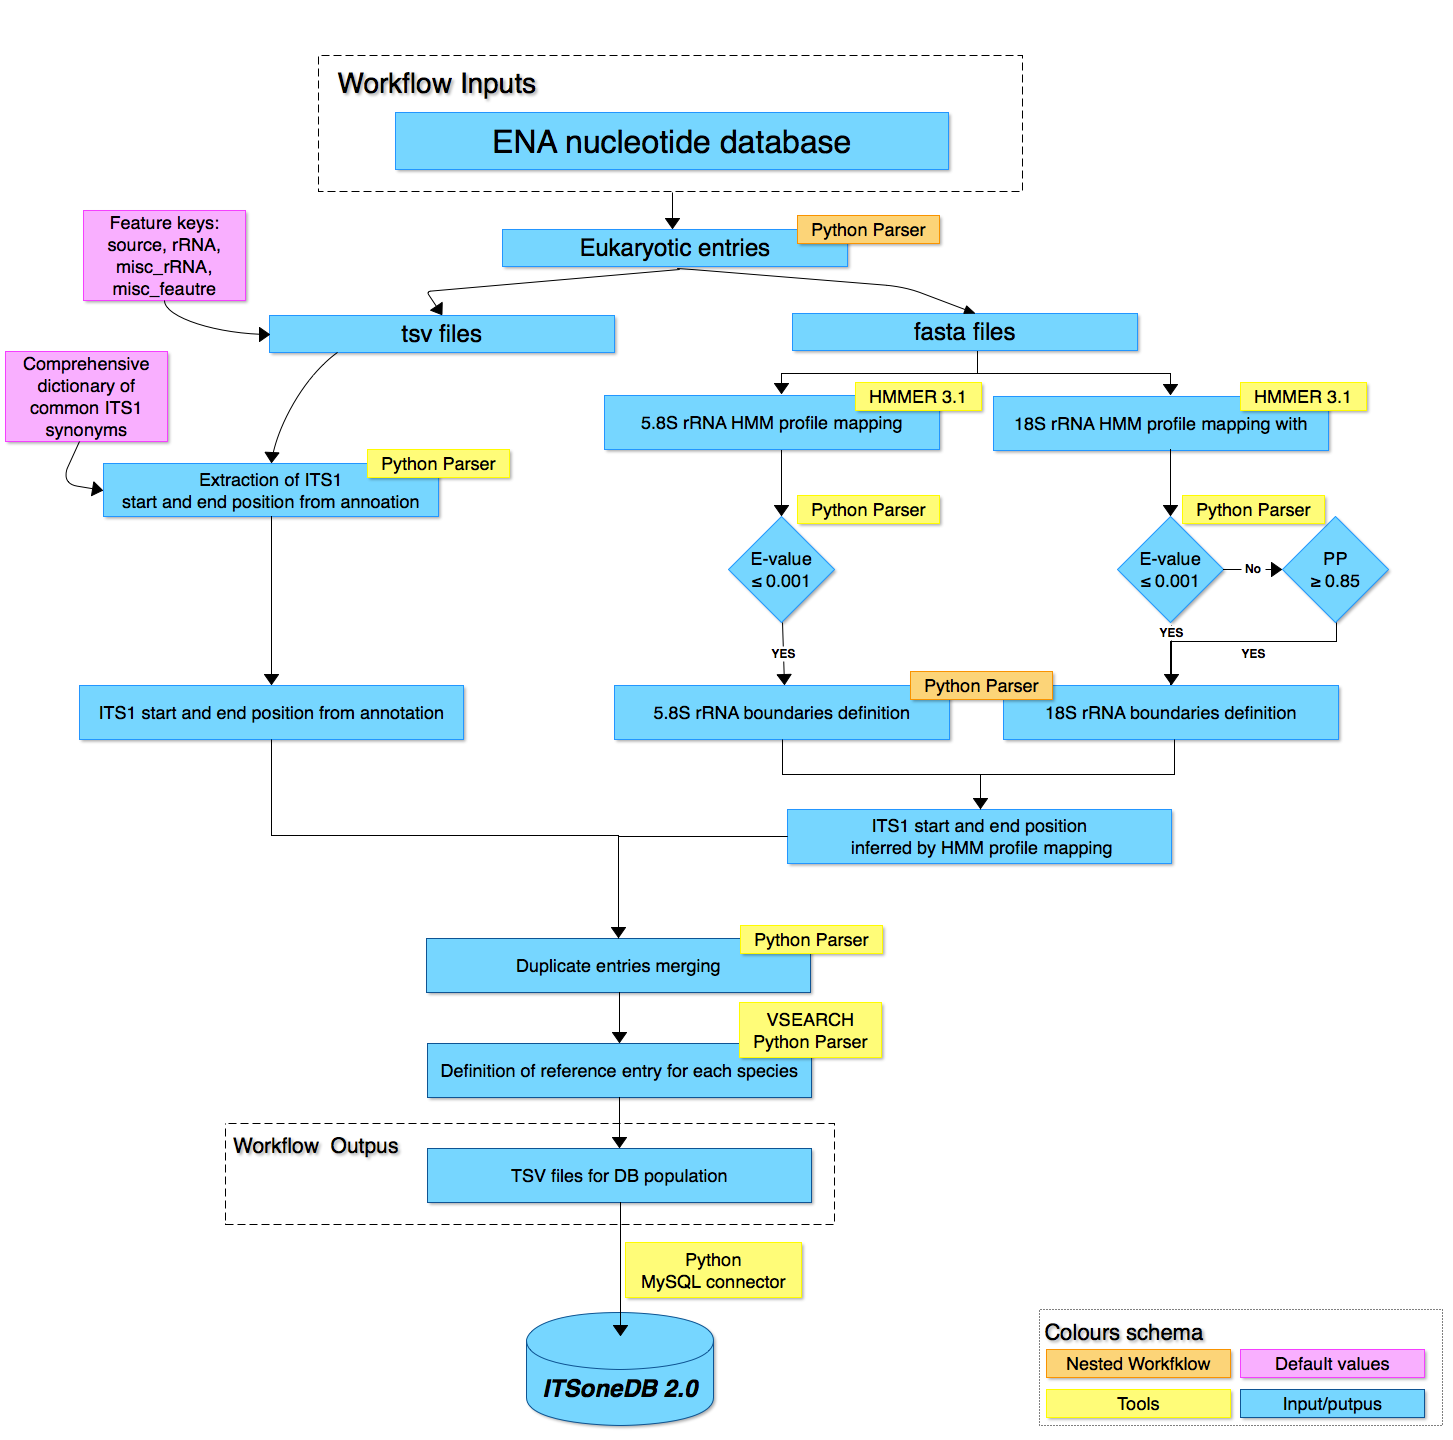 Workflow Inputs
ENA nucleotide database
Python Parser
Eukaryotic entries
Feature keys:
source, rRNA,
misc_rRNA,
misc_feautre
tsv files
fasta files
Comprehensive
dictionary of
common ITS1
synonyms
HMMER 3.1
5.8S rRNA HMM profile mapping
HMMER 3.1
18S rRNA HMM profile mapping with
Python Parser
Extraction of ITS1
start and end position from annoation
Python Parser
E-value
≤ 0.001
YES
Python Parser
E-value
≤ 0.001
No
PP
≥ 0.85
YES
YES
ITS1 start and end position from annotation
Python Parser
5.8S rRNA boundaries definition
18S rRNA boundaries definition
ITS1 start and end position
inferred by HMM profile mapping
Python Parser
Duplicate entries merging
VSEARCH
Python Parser
Definition of reference entry for each species
Workflow Outpus
TSV files for DB population
Python
MySQL connector
ITSoneDB 2.0
Colours schema
Nested Workfklow
Default values
Tools
Input/putpus